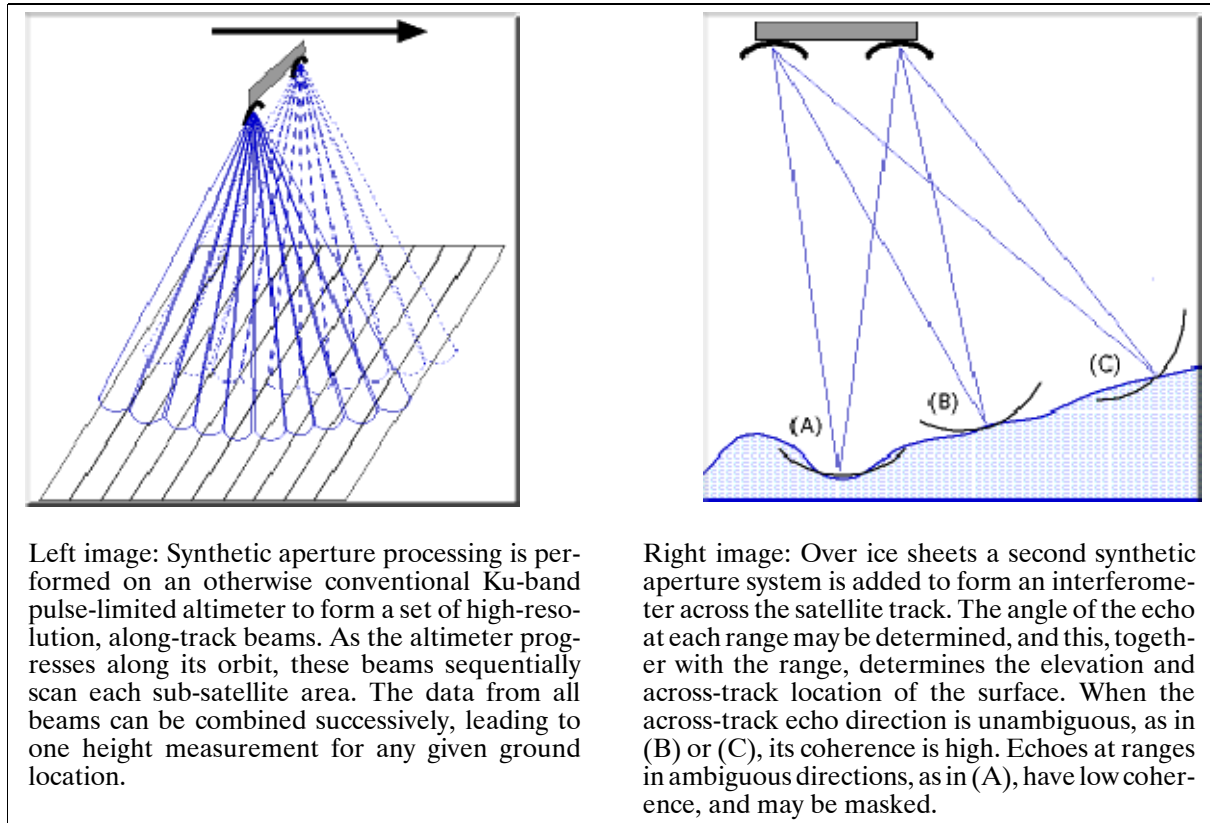 (A)
(B)
(C)
Left image: Synthetic aperture processing is per-
formed on an otherwise conventional Ku-band
pulse-limited altimeter to form a set of high-reso-
lution, along-track beams. As the altimeter prog-
resses along its orbit, these beams sequentially
scan each sub-satellite area. The data from all
beams can be combined successively, leading to
one height measurement for any given ground
location.
Right image: Over ice sheets a second synthetic
aperture system is added to form an interferome-
ter across the satellite track. The angle of the echo
at each range may be determined, and this, togeth-
er with the range, determines the elevation and
across-track location of the surface. When the
across-track echo direction is unambiguous, as in
(B) or (C), its coherence is high. Echoes at ranges
in ambiguous directions, as in (A), have low coher-
ence, and may be masked.